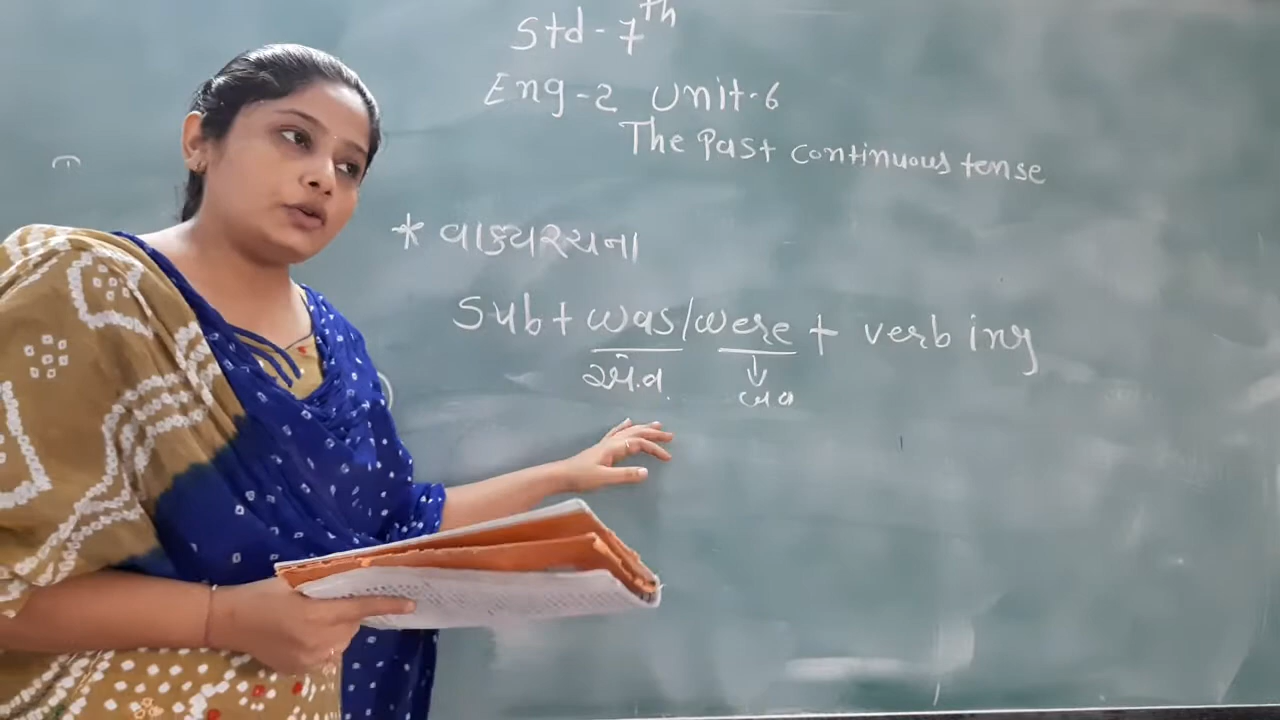 Std-7th
Eng-2 Unit-6
The Past continuous tense
* વાક્યરચના
Sub + was/were + verb ing
એ.વ બ.વ